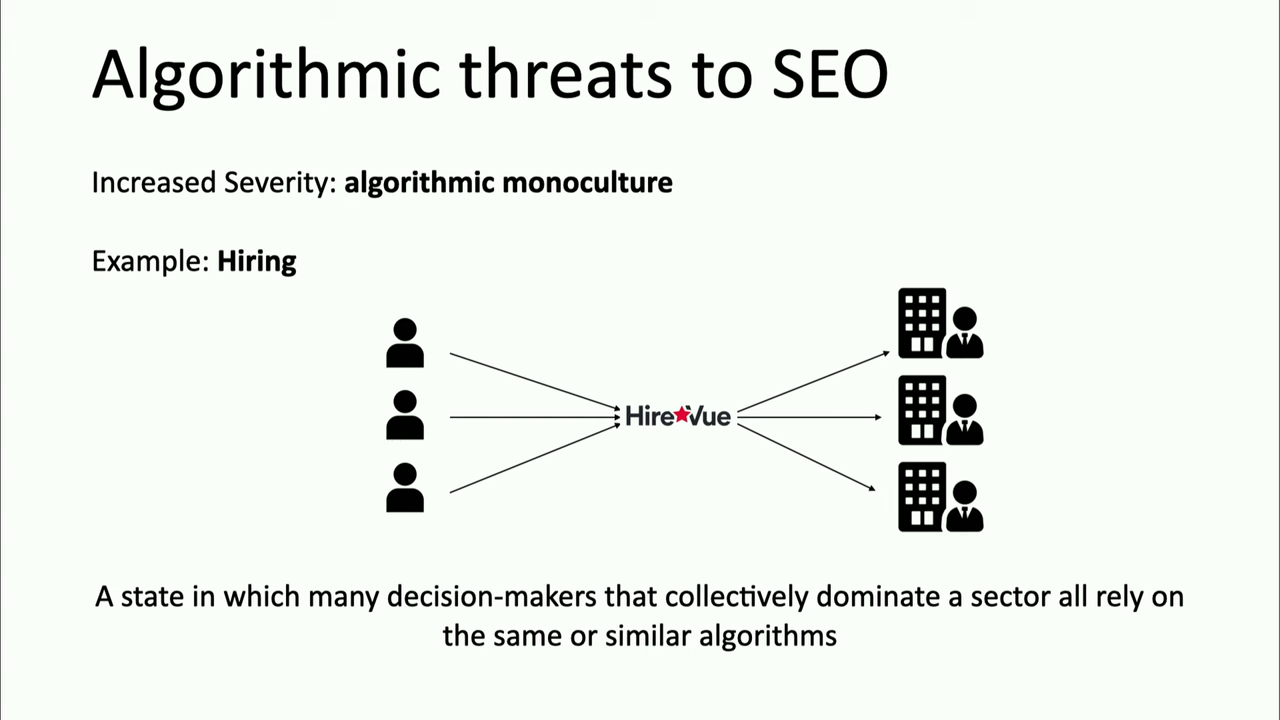 Algorithmic threats to SEO
Increased Severity: algorithmic monoculture
Example: Hiring
HireVue
A state in which many decision-makers that collectively dominate a sector all rely on
the same or similar algorithms